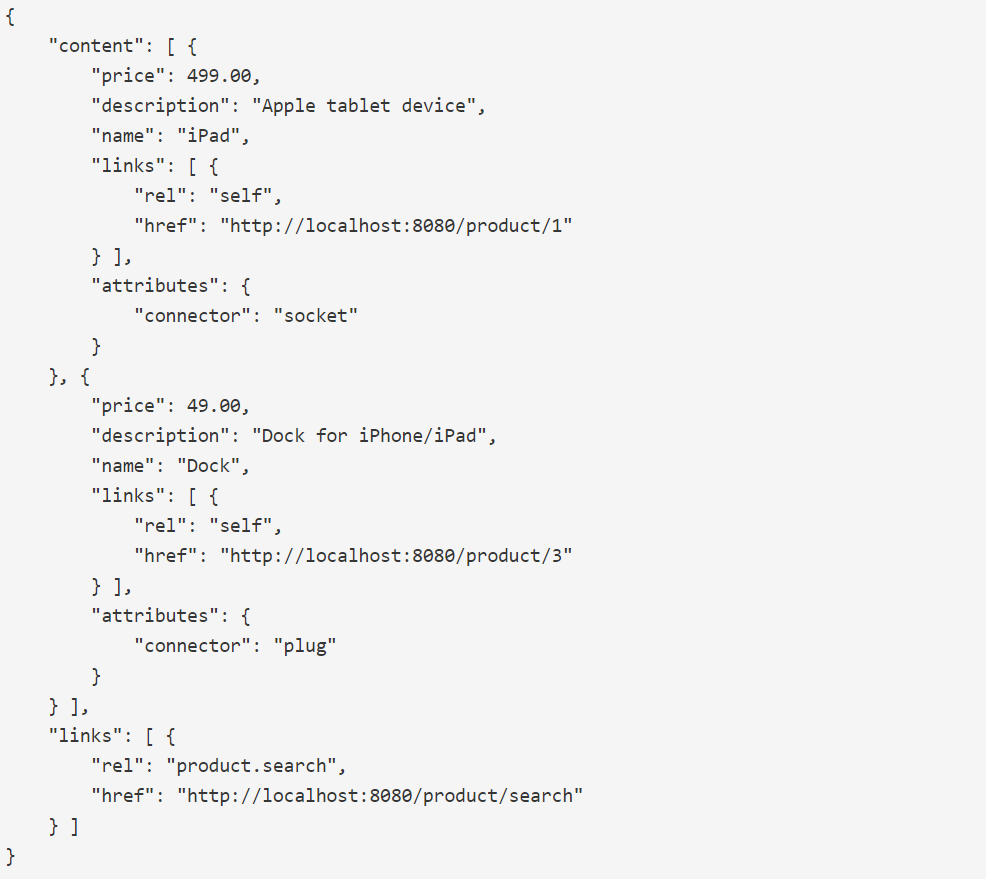 {
    "content": [ {
        "price": 499.00,
        "description": "Apple tablet device",
        "name": "iPad",
        "links": [ {
            "rel": "self",
            "href": "http://localhost:8080/product/1"
        } ],
        "attributes": {
            "connector": "socket"
        }
    }, {
        "price": 49.00,
        "description": "Dock for iPhone/iPad",
        "name": "Dock",
        "links": [ {
            "rel": "self",
            "href": "http://localhost:8080/product/3"
        } ],
        "attributes": {
            "connector": "plug"
        }
    } ],
    "links": [ {
        "rel": "product.search",
        "href": "http://localhost:8080/product/search"
    } ]
}